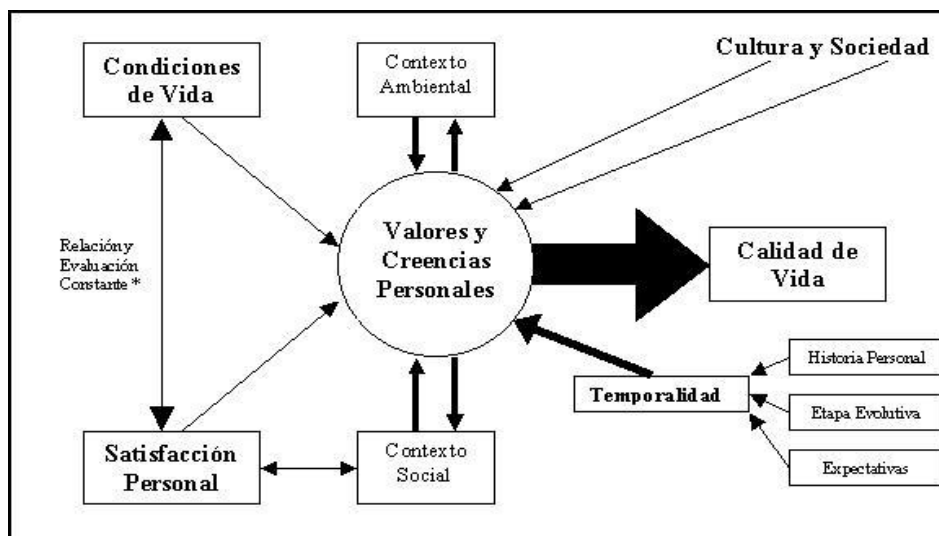 Condiciones
de Vida
Contexto
Ambiental
Cultura y Sociedad
Relación y
Evaluación
Constante *
Valores y
Creencias
Personales
Calidad de
Vida
Historia Personal
Temporalidad
Etapa Evolutiva
Expectativas
Satisfacción
Personal
Contexto
Social